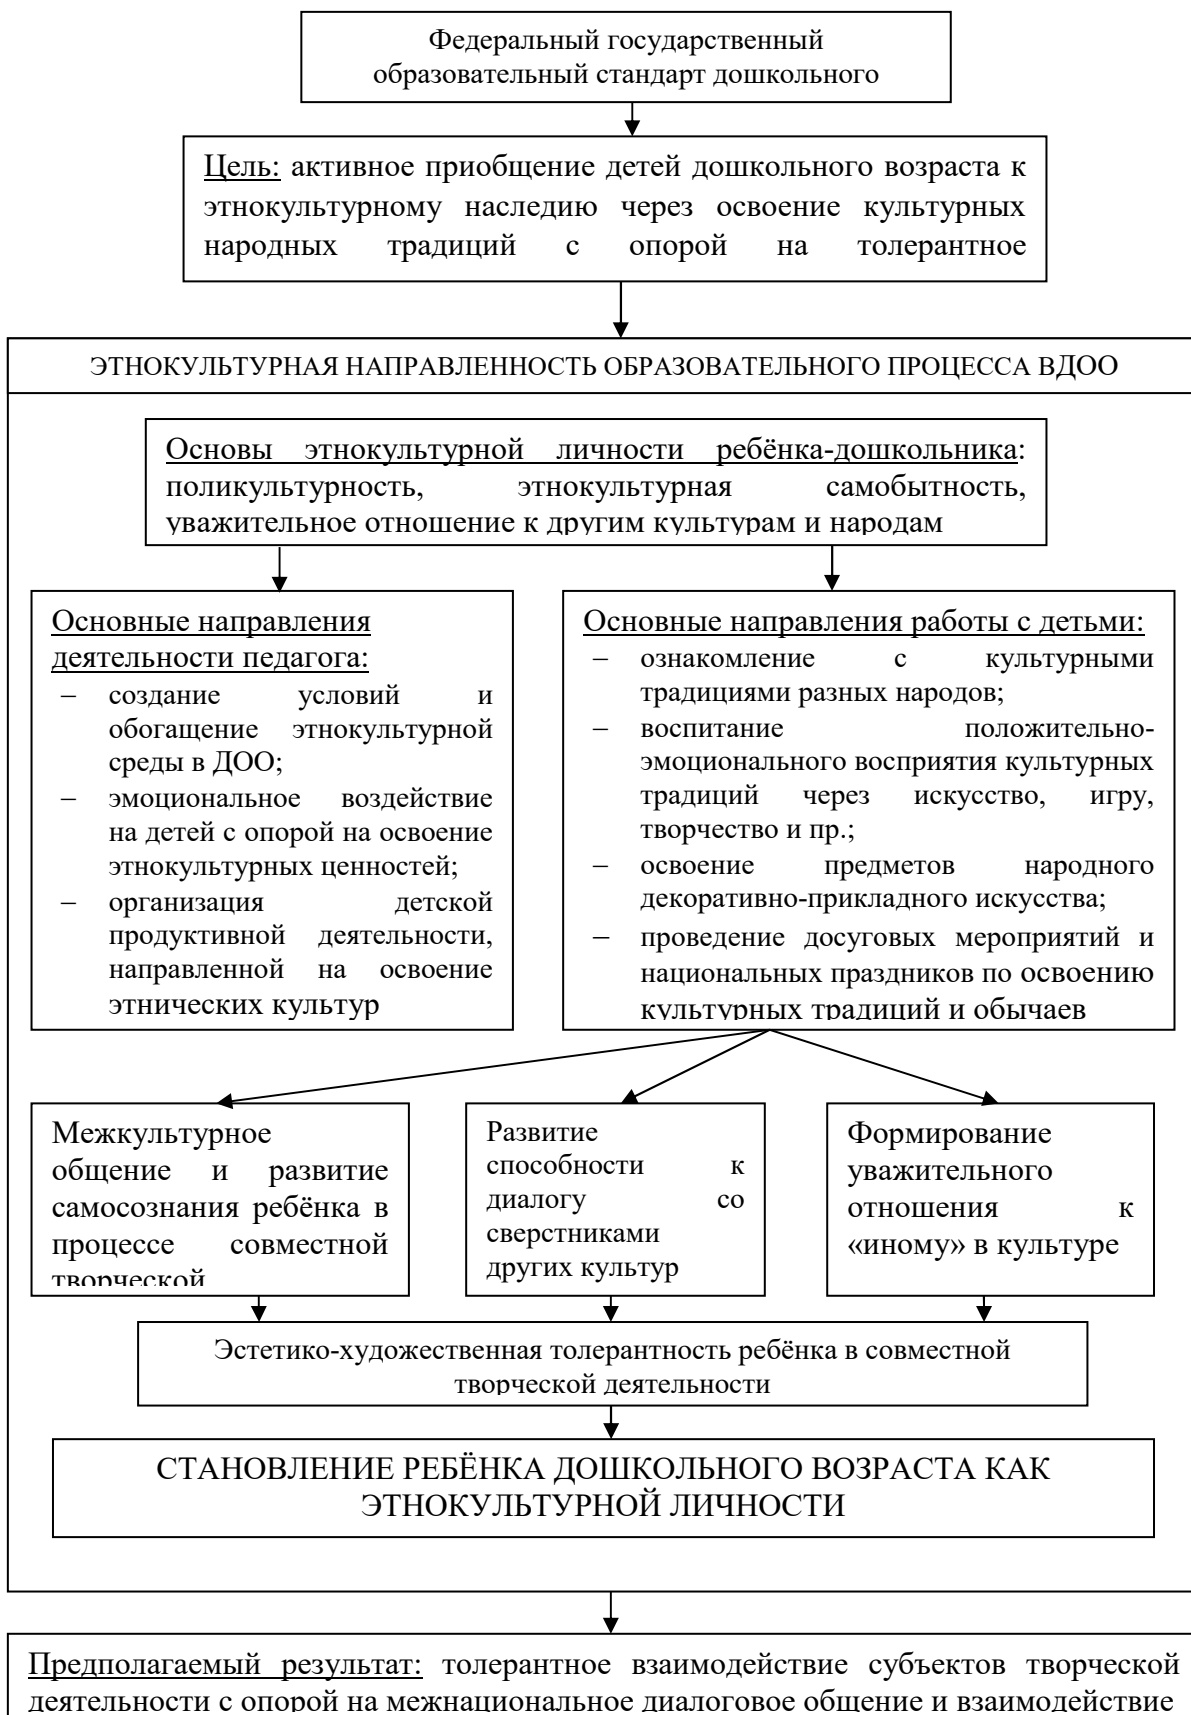 Федеральный государственный
образовательный стандарт дошкольного
Цель: активное приобщение детей дошкольного возраста к
этнокультурному наследию через освоение культурных
народных традиций с опорой на толерантное
ЭТНОКУЛЬТУРНАЯ НАПРАВЛЕННОСТЬ ОБРАЗОВАТЕЛЬНОГО ПРОЦЕССА ВДОО
Основы этнокультурной личности ребёнка-дошкольника:
поликультурность, этнокультурная самобытность,
уважительное отношение к другим культурам и народам
Основные направления
деятельности педагога:
– создание условий и
обогащение этнокультурной
среды в ДОО;
– эмоциональное воздействие
на детей с опорой на освоение
этнокультурных ценностей;
– организация детской
продуктивной деятельности,
направленной на освоение
этнических культур
Основные направления работы с детьми:
– ознакомление с культурными
традициями разных народов;
– воспитание положительно-
эмоционального восприятия культурных
традиций через искусство, игру,
творчество и пр.;
– освоение предметов народного
декоративно-прикладного искусства;
– проведение досуговых мероприятий и
национальных праздников по освоению
культурных традиций и обычаев
Межкультурное
общение и развитие
самосознания ребёнка в
процессе совместной
творческой
Развитие
способности к
диалогу со
сверстниками
других культур
Формирование
уважительного
отношения к
«иному» в культуре
Эстетико-художественная толерантность ребёнка в совместной
творческой деятельности
СТАНОВЛЕНИЕ РЕБЁНКА ДОШКОЛЬНОГО ВОЗРАСТА КАК
ЭТНОКУЛЬТУРНОЙ ЛИЧНОСТИ
Предполагаемый результат: толерантное взаимодействие субъектов творческой
деятельности с опорой на межнациональное диалоговое общение и взаимодействие